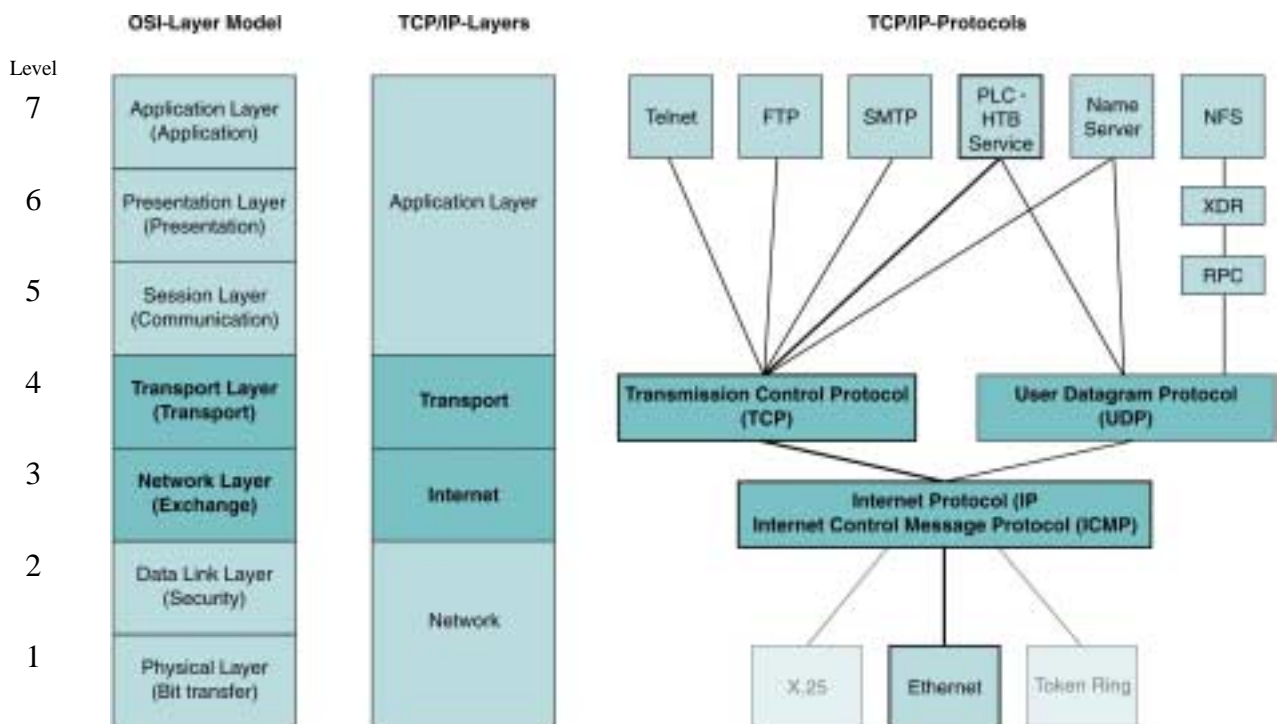 OSI-Layer Model
TCP/IP-Layers
TCP/IP-Protocols
Level
7
Application Layer
(Application)
6
Presentation Layer
(Presentation)
5
Session Layer
(Communication)
4
Transport Layer
(Transport)
3
Network Layer
(Exchange)
2
Data Link Layer
(Security)
1
Physical Layer
(Bit transfer)
Application Layer
Transport
Internet
Network
Telnet
FTP
SMTP
PLC -
HTB
Service
Name
Server
NFS
XDR
RPC
Transmission Control Protocol
(TCP)
User Datagram Protocol
(UDP)
Internet Protocol (IP
Internet Control Message Protocol (ICMP)
X.25
Ethernet
Token Ring